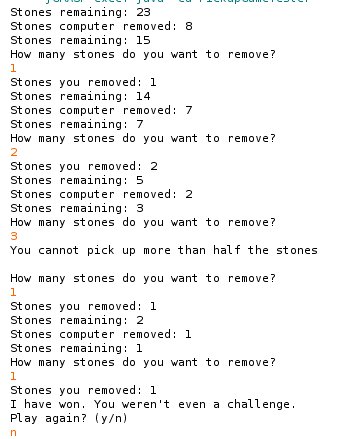 Stones remaining: 23
Stones computer removed: 8
Stones remaining: 15
How many stones do you want to remove?
1
Stones you removed: 1
Stones remaining: 14
Stones computer removed: 7
Stones remaining: 7
How many stones do you want to remove?
2
Stones you removed: 2
Stones remaining: 5
Stones computer removed: 2
Stones remaining: 3
How many stones do you want to remove?
3
You cannot pick up more than half the stones
How many stones do you want to remove?
1
Stones you removed: 1
Stones remaining: 2
Stones computer removed: 1
Stones remaining: 1
How many stones do you want to remove?
1
Stones you removed: 1
I have won. You weren't even a challenge.
Play again? (y/n)
n